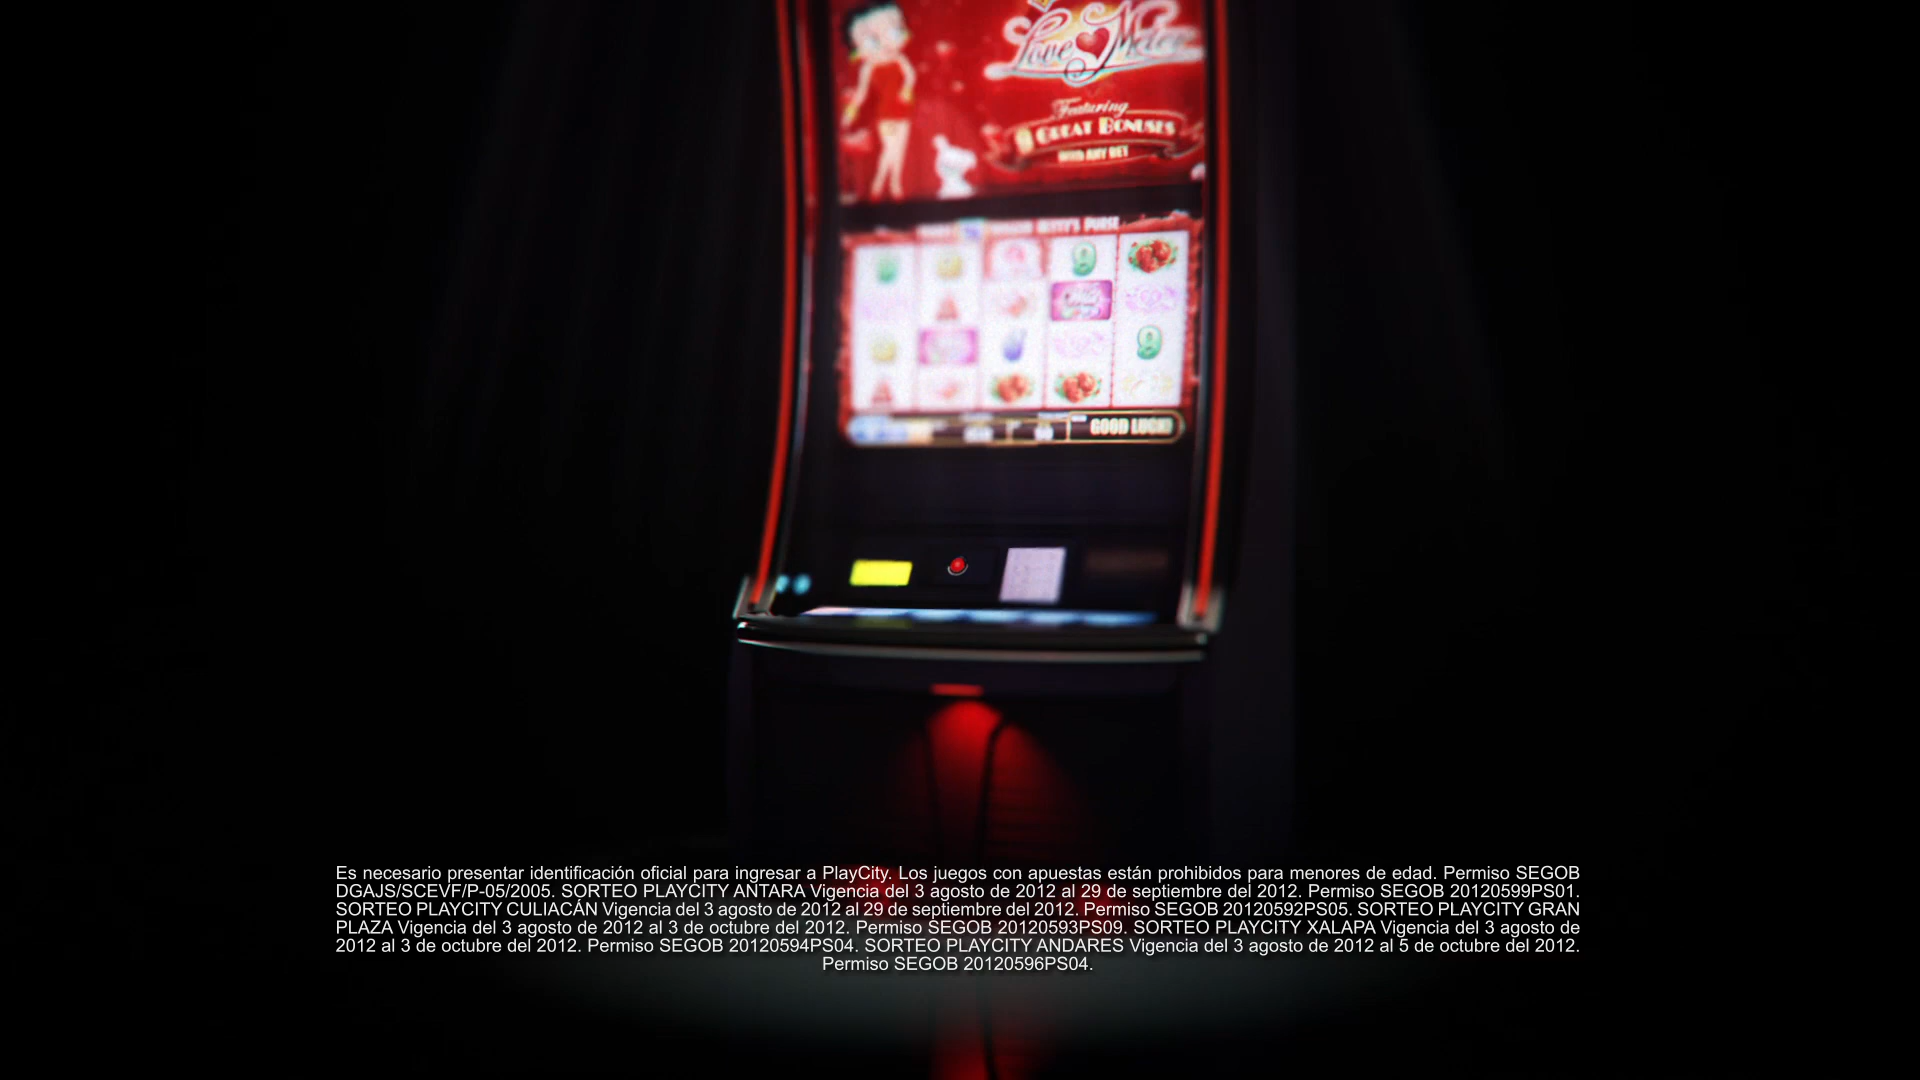 Love Meter
Featuring
9 GREAT BONUSES
WITH ANY BET
BETTY'S PURSE
GOOD LUCK!
Es necesario presentar identificación oficial para ingresar a PlayCity. Los juegos con apuestas están prohibidos para menores de edad. Permiso SEGOB
DGAJS/SCEVF/P-05/2005. SORTEO PLAYCITY ANTARA Vigencia del 3 agosto de 2012 al 29 de septiembre del 2012. Permiso SEGOB 20120599PS01.
SORTEO PLAYCITY CULIACÁN Vigencia del 3 agosto de 2012 al 29 de septiembre del 2012. Permiso SEGOB 20120592PS05. SORTEO PLAYCITY GRAN
PLAZA Vigencia del 3 agosto de 2012 al 3 de octubre del 2012. Permiso SEGOB 20120593PS09. SORTEO PLAYCITY XALAPA Vigencia del 3 agosto de
2012 al 3 de octubre del 2012. Permiso SEGOB 20120594PS04. SORTEO PLAYCITY ANDARES Vigencia del 3 agosto de 2012 al 5 de octubre del 2012.
Permiso SEGOB 20120596PS04.